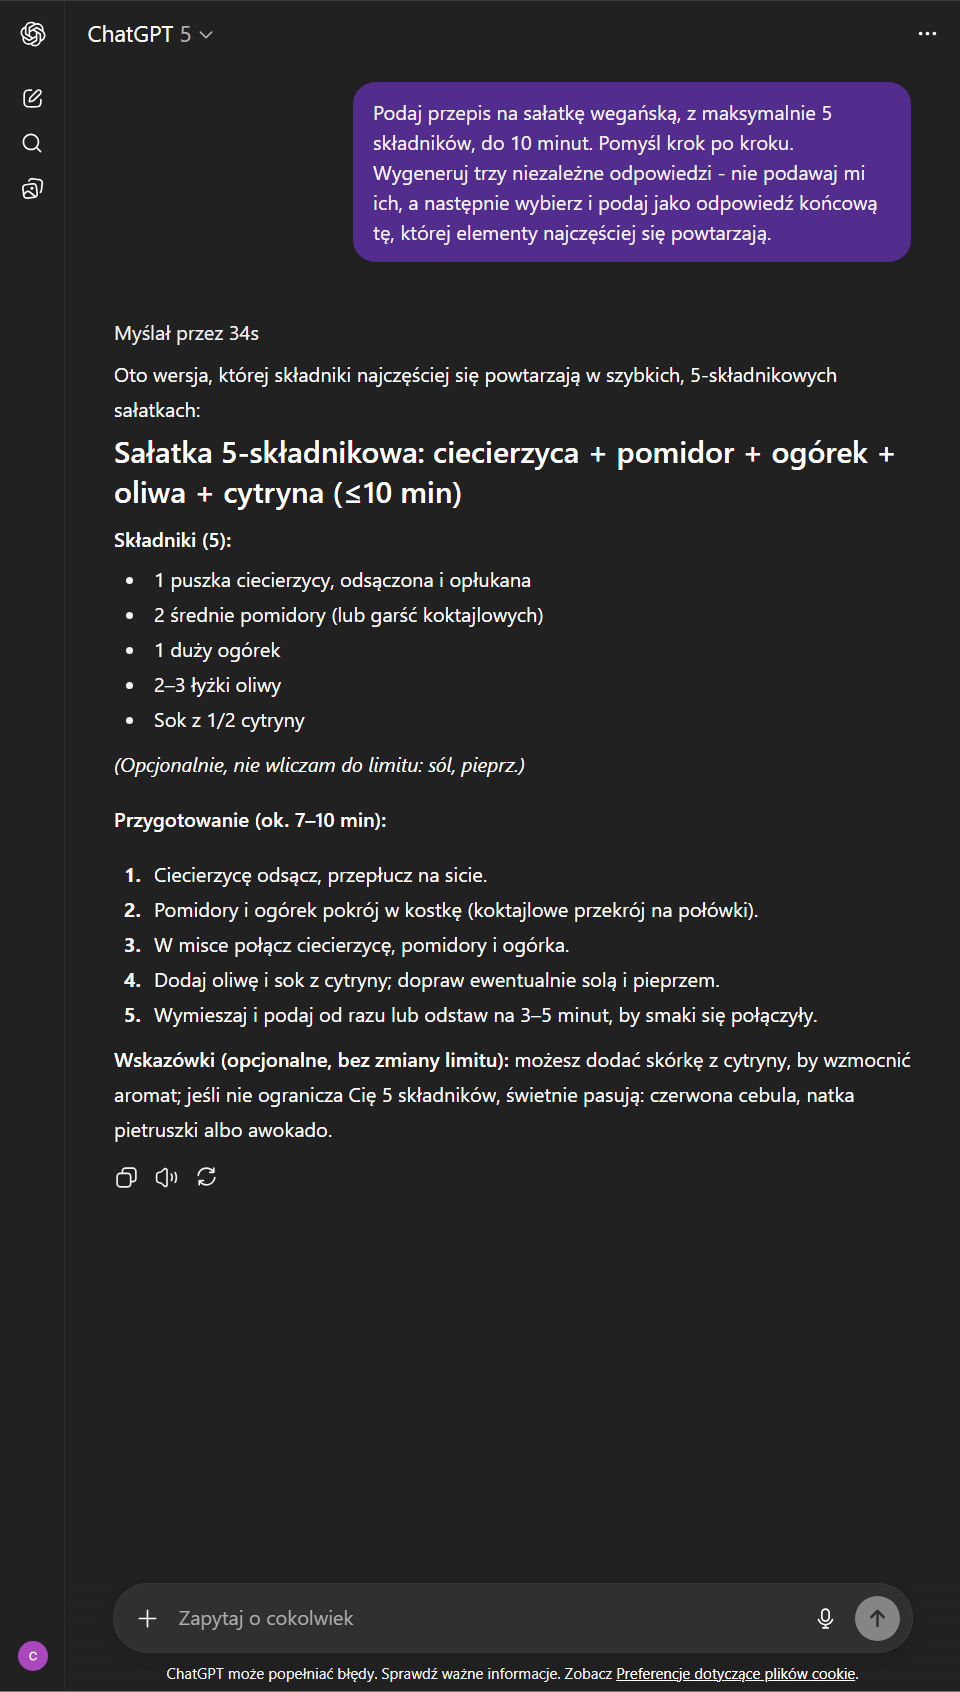 ChatGPT 5
Podaj przepis na sałatkę wegańską, z maksymalnie 5
składników, do 10 minut. Pomyśl krok po kroku.
Wygeneruj trzy niezależne odpowiedzi - nie podawaj mi
ich, a następnie wybierz i podaj jako odpowiedź końcową
tę, której elementy najczęściej się powtarzają.
Myślał przez 34s
Oto wersja, której składniki najczęściej się powtarzają w szybkich, 5-składnikowych
sałatkach:
Sałatka 5-składnikowa: ciecierzyca + pomidor + ogórek +
oliwa + cytryna (≤10 min)
Składniki (5):
• 1 puszka ciecierzycy, odsączona i opłukana
• 2 średnie pomidory (lub garść koktajlowych)
• 1 duży ogórek
• 2–3 łyżki oliwy
• Sok z 1/2 cytryny
(Opcjonalnie, nie wliczam do limitu: sól, pieprz.)
Przygotowanie (ok. 7–10 min):
1. Ciecierzycę odsącz, przepłucz na sicie.
2. Pomidory i ogórek pokrój w kostkę (koktajlowe przekrój na połówki).
3. W misce połącz ciecierzycę, pomidory i ogórka.
4. Dodaj oliwę i sok z cytryny; dopraw ewentualnie solą i pieprzem.
5. Wymieszaj i podaj od razu lub odstaw na 3–5 minut, by smaki się połączyły.
Wskazówki (opcjonalne, bez zmiany limitu): możesz dodać skórkę z cytryny, by wzmocnić
aromat; jeśli nie ogranicza Cię 5 składników, świetnie pasują: czerwona cebula, natka
pietruszki albo awokado.
Zapytaj o cokolwiek
C
ChatGPT może popełniać błędy. Sprawdź ważne informacje. Zobacz Preferencje dotyczące plików cookie.